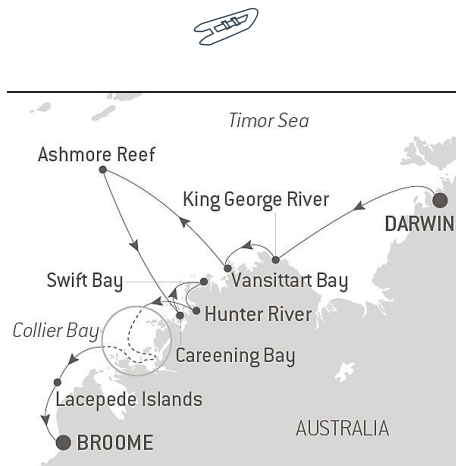 Timor Sea
Ashmore Reef
King George River
DARWIN
Swift Bay
Vansittart Bay
Hunter River
Collier Bay
Careening Bay
Lacepede Islands
AUSTRALIA
BROOME